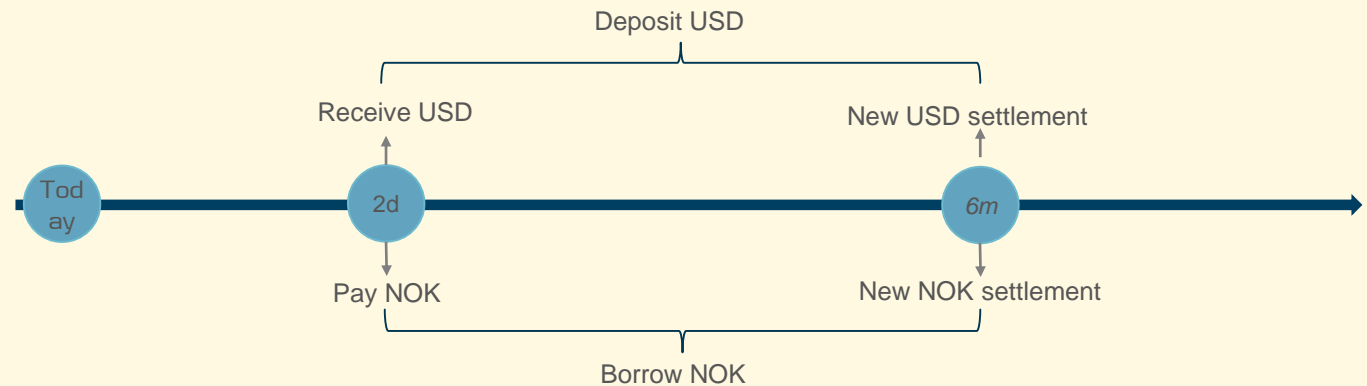 Deposit USD
Receive USD
New USD settlement
Tod
ay
2d
6m
Pay NOK
New NOK settlement
Borrow NOK